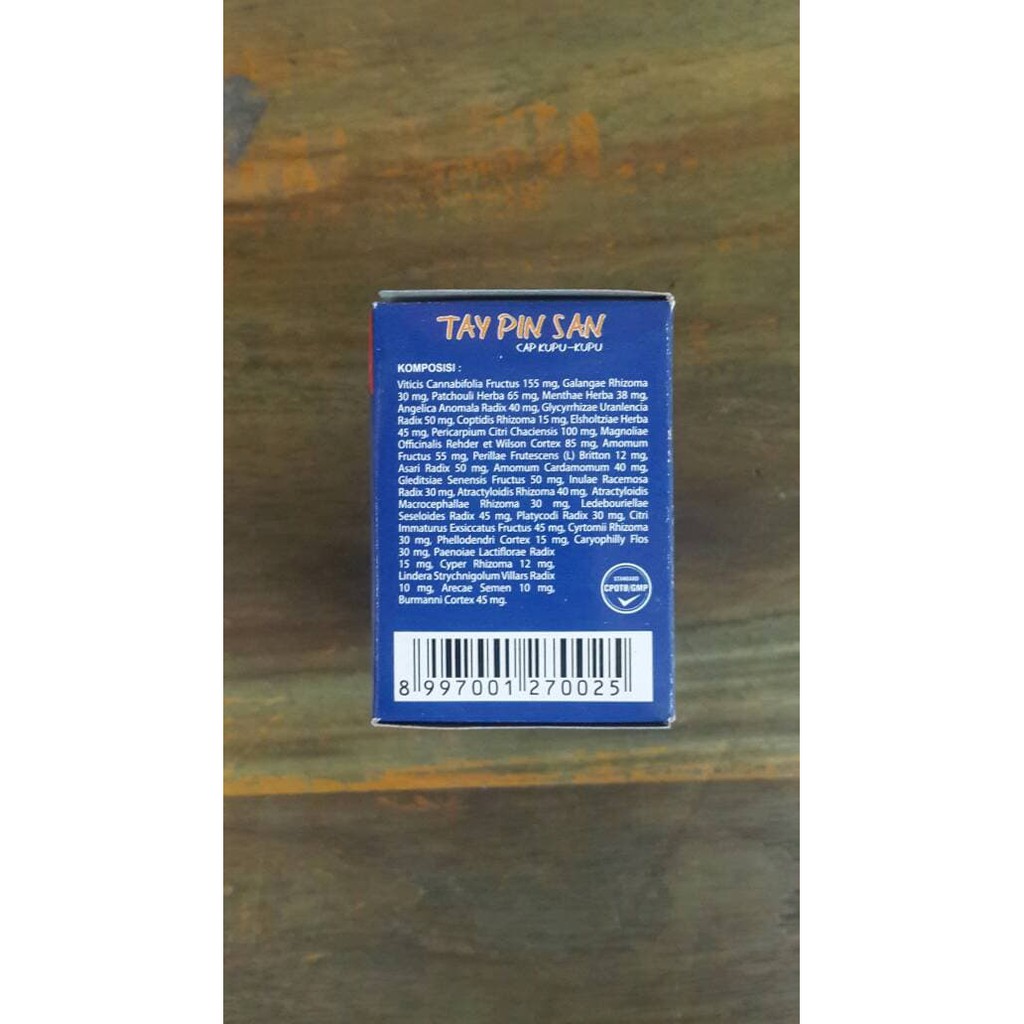 TAY PIN SAN
CAP KUPU-KUPU
KOMPOSISI :
Viticis Cannabifolia Fructus 155 mg, Galangae Rhizoma
30 mg, Patchouli Herba 65 mg, Menthae Herba 38 mg,
Angelica Anomala Radix 40 mg, Glycyrrhizae Uranlencia
Radix 50 mg, Coptidis Rhizoma 15 mg, Elsholtziae Herba
45 mg, Pericarpium Citri Chaciensis 100 mg, Magnoliae
Officinalis Rehder et Wilson Cortex 85 mg, Amomum
Fructus 55 mg, Perillae Frutescens (L) Britton 12 mg,
Asari Radix 50 mg, Amomum Cardamomum 40 mg,
Gleditsiae Senensis Fructus 50 mg, Inulae Racemosa
Radix 30 mg, Atractyloidis Rhizoma 40 mg, Atractyloidis
Macrocephallae Rhizoma 30 mg, Ledebouriellae
Seseloides Radix 45 mg, Platycodi Radix 30 mg, Citri
Immaturus Exsiccatus Fructus 45 mg, Cyrtomii Rhizoma
30 mg, Phellodendri Cortex 15 mg, Caryophilly Flos
30 mg, Paenoiae Lactiflorae Radix
15 mg, Cyper Rhizoma 12 mg,
Lindera Strychnigolum Villars Radix
10 mg, Arecae Semen 10 mg,
Burmanni Cortex 45 mg.
STANDARD
CPOTB/GMP
8 997001 270025